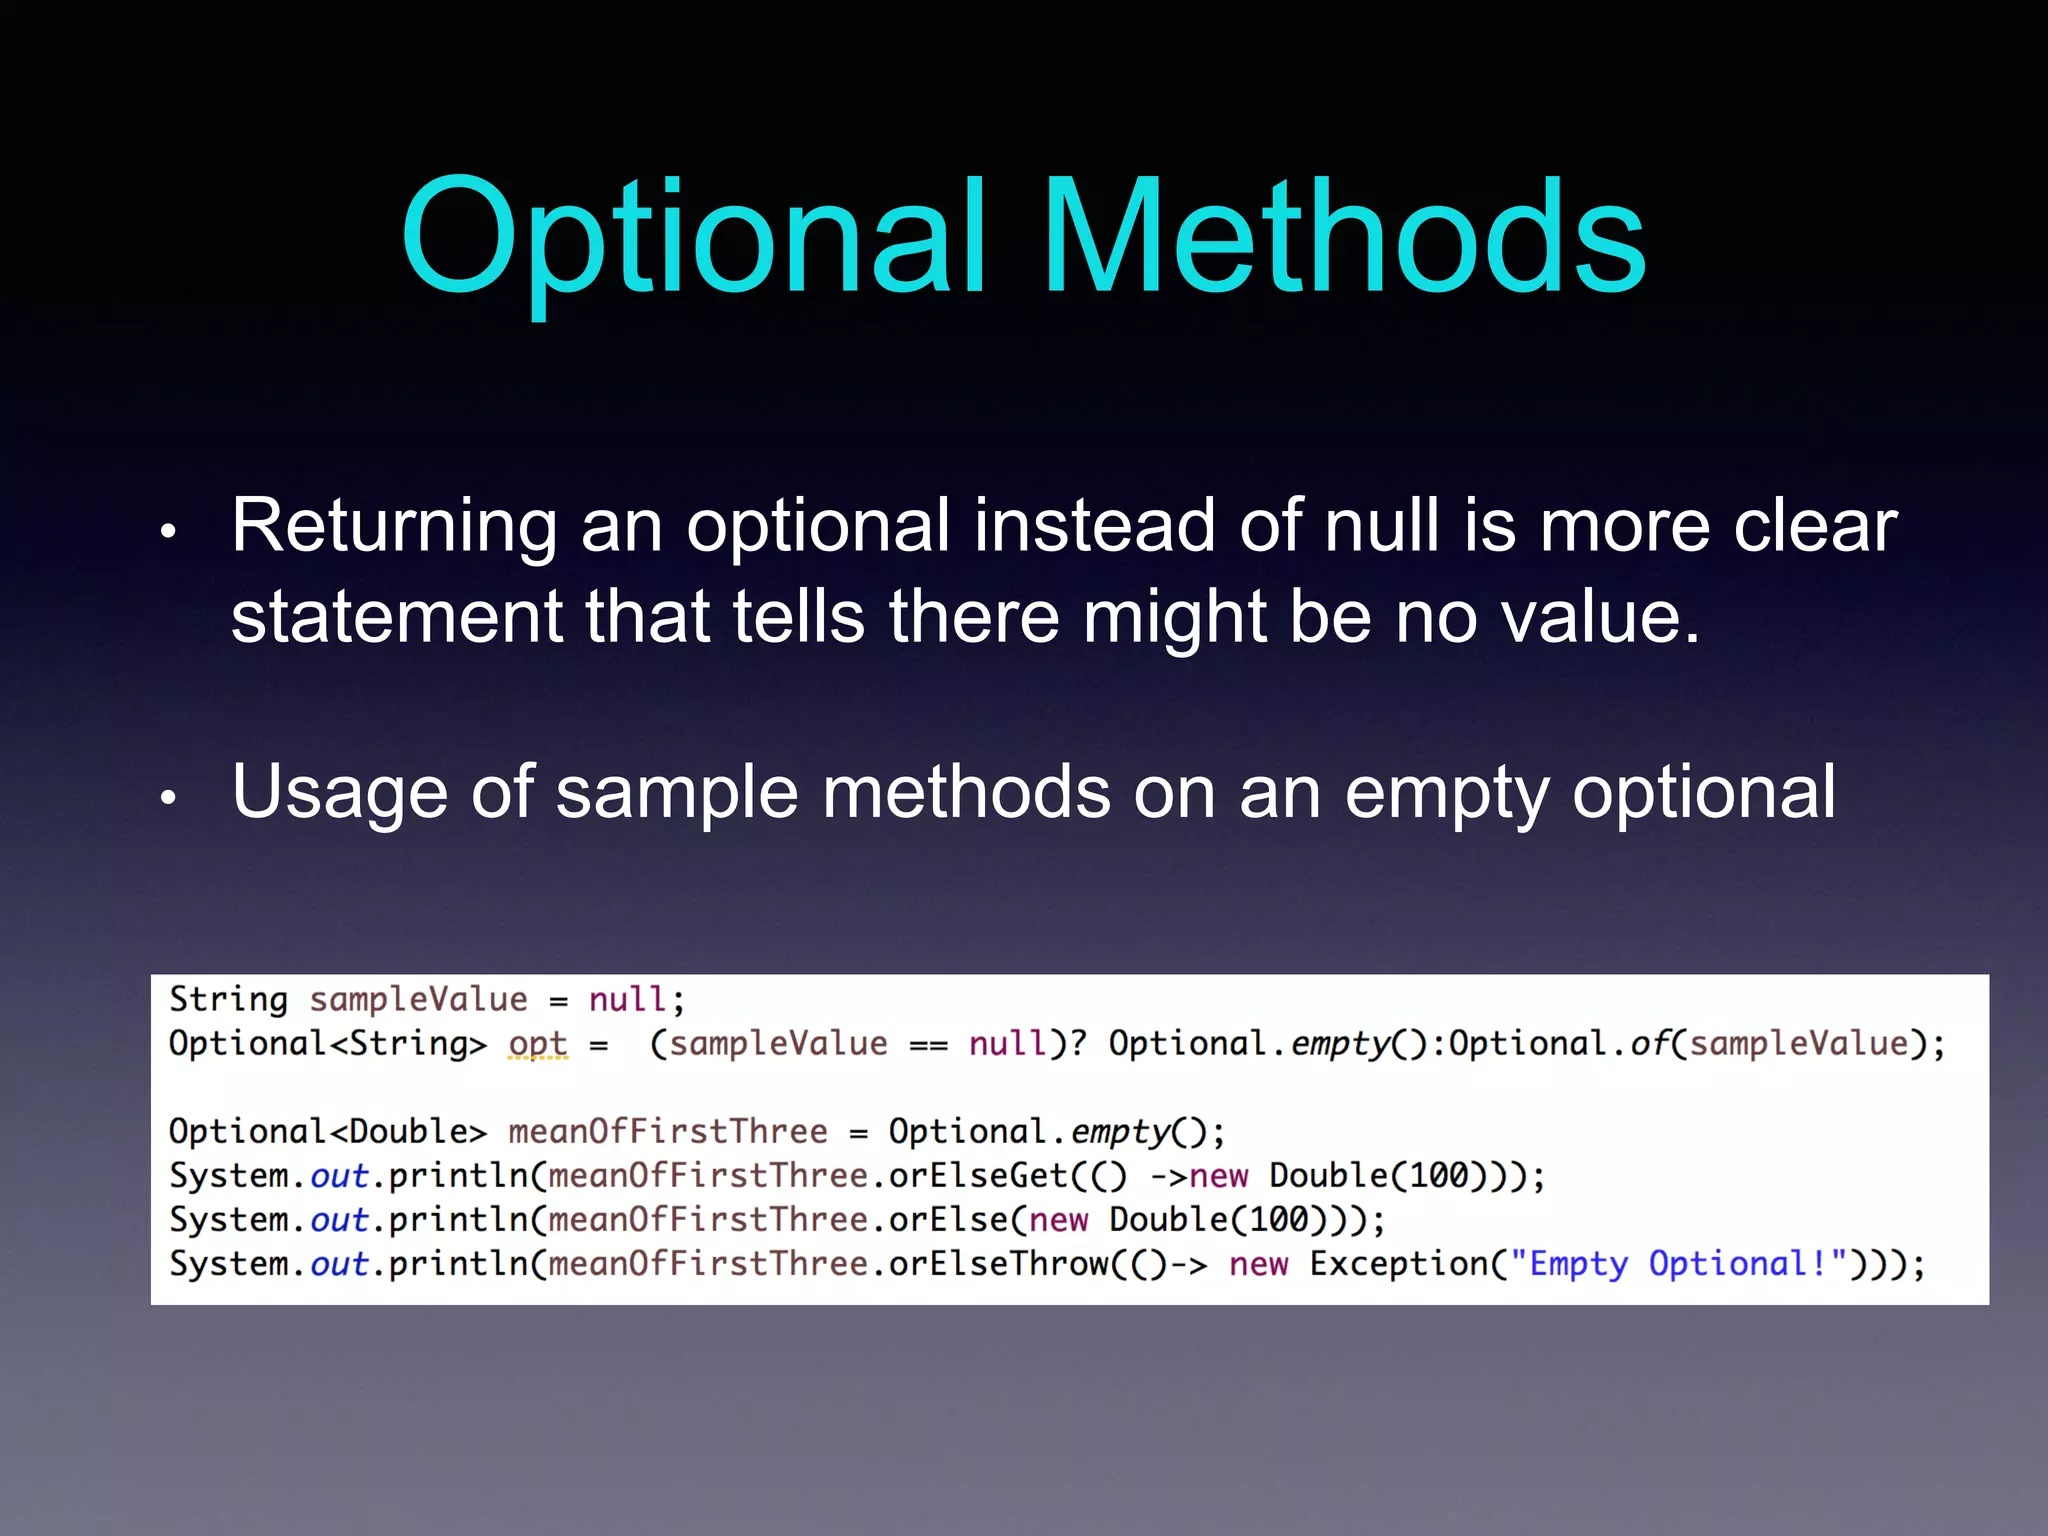 Optional Methods
• Returning an optional instead of null is more clear
statement that tells there might be no value.
• Usage of sample methods on an empty optional
String sampleValue = null;
Optional<String> opt =  (sampleValue == null)? Optional.empty():Optional.of(sampleValue);
Optional<Double> meanOfFirstThree = Optional.empty();
System.out.println(meanOfFirstThree.orElseGet(() ->new Double(100)));
System.out.println(meanOfFirstThree.orElse(new Double(100)));
System.out.println(meanOfFirstThree.orElseThrow(()-> new Exception("Empty Optional!")));